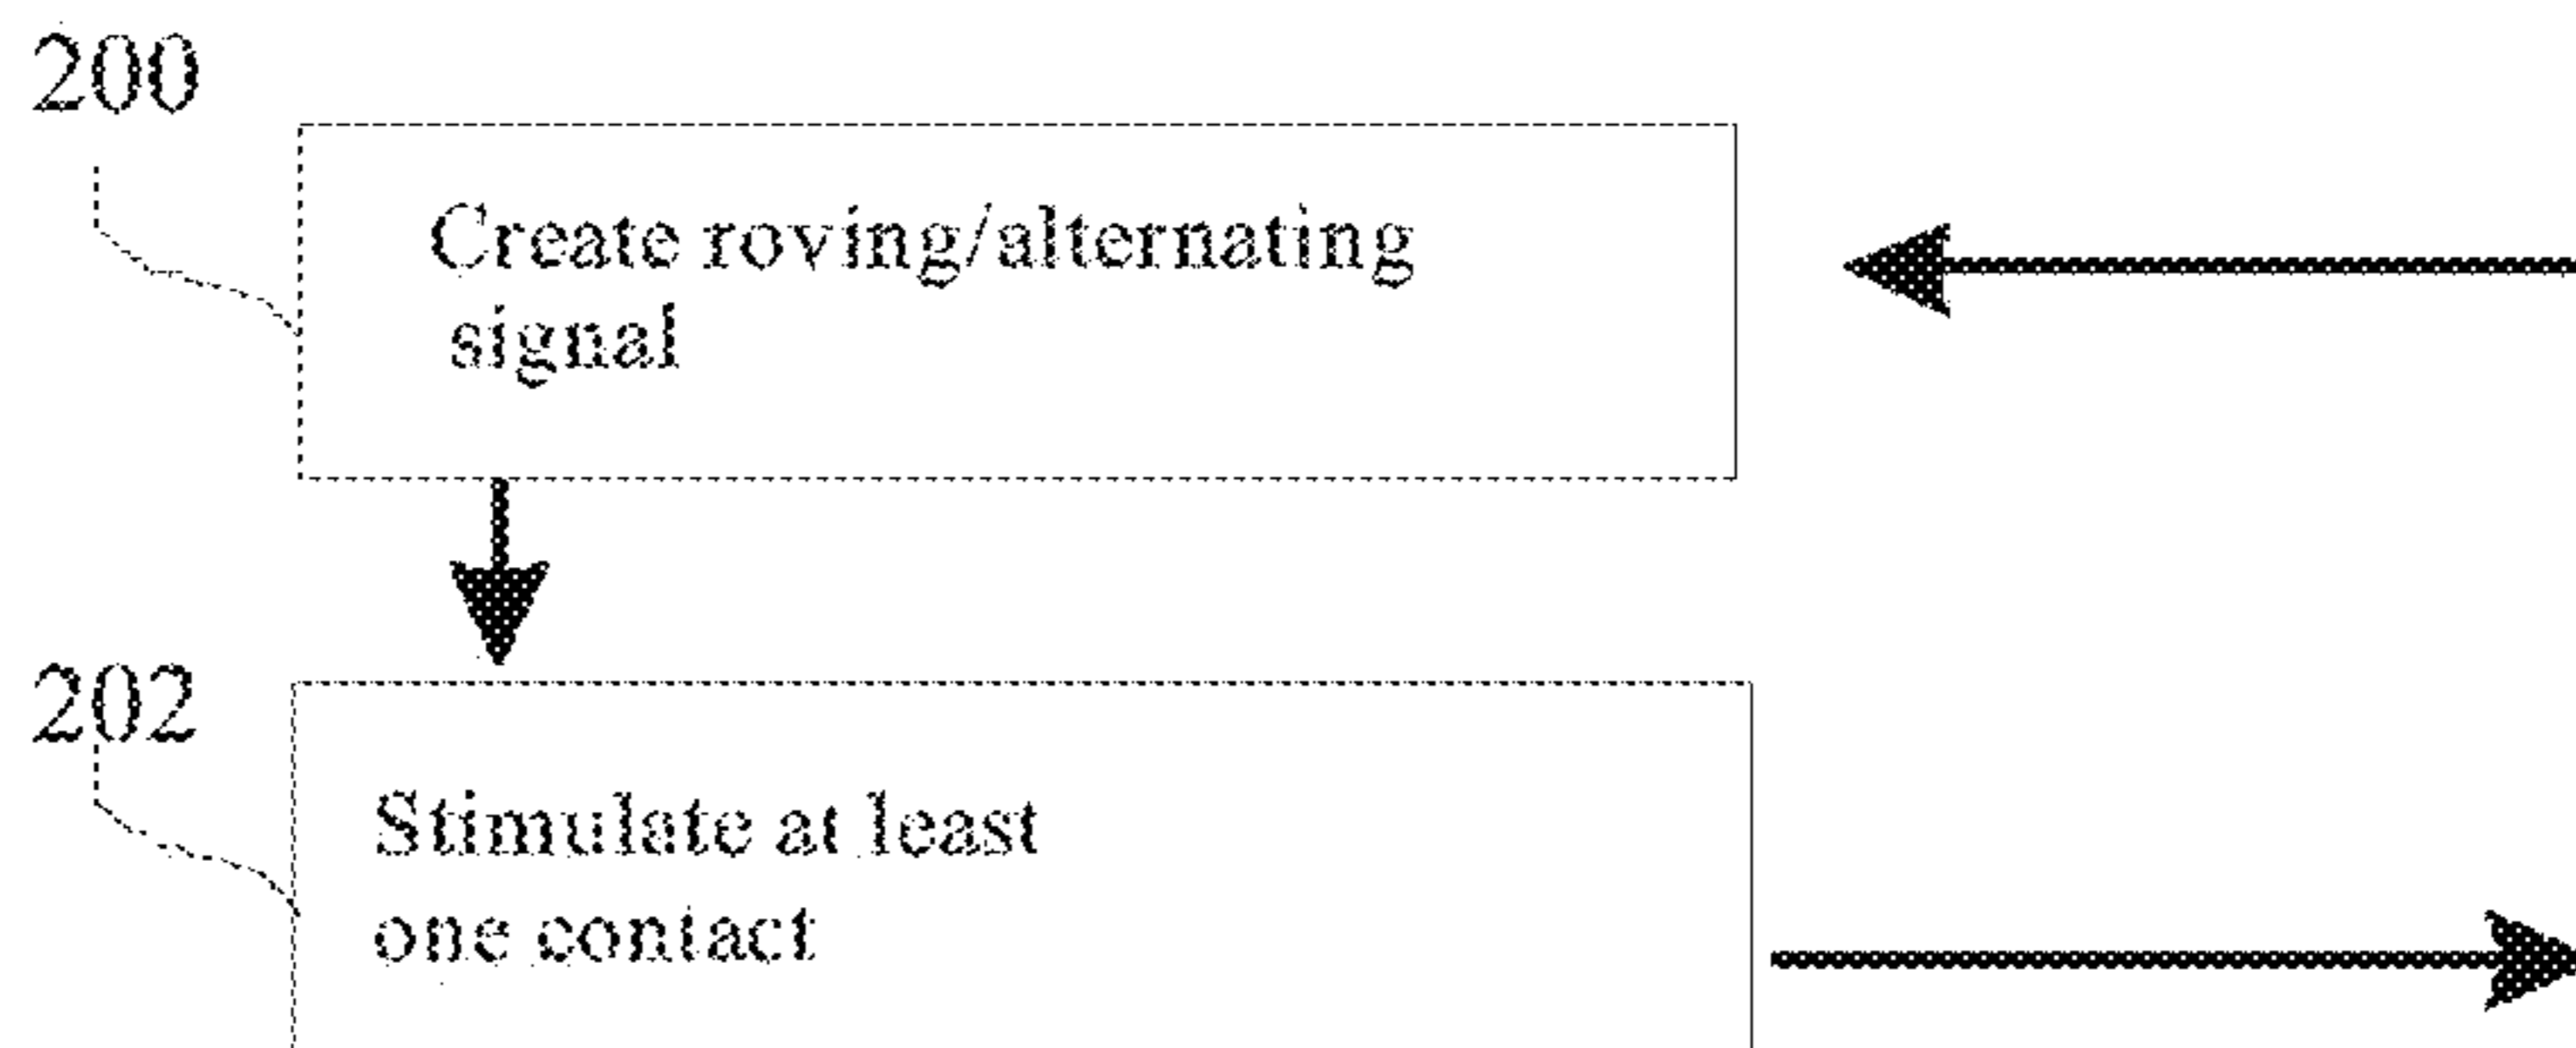 200
Create roving/alternating
signal
202
Stimulate at least
one contact